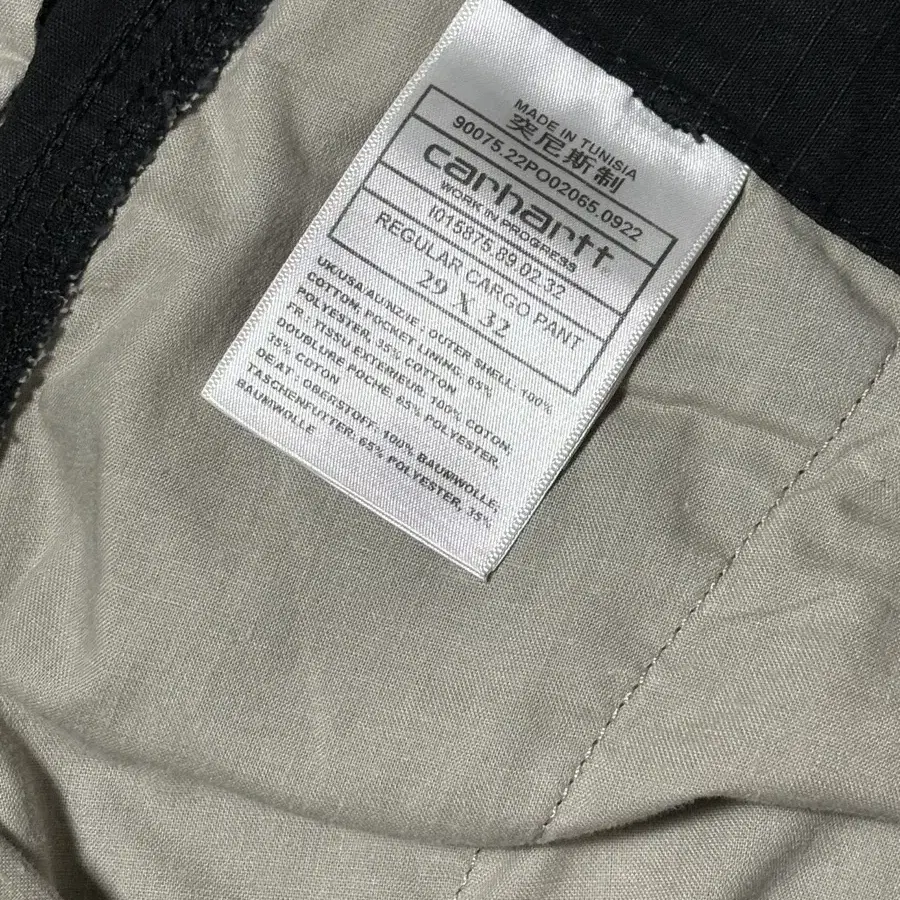 MADE IN TUNISIA
突尼斯制
90075.22PO02065.0922
carhartt
WORK IN PROGRESS
I015875.89.02.32
REGULAR CARGO PANT
29 X 32
UK/USA/AU/NZ/IE : OUTER SHELL: 100%
COTTON, POCKET LINING: 65%
POLYESTER, 35% COTTON
FR : TISSU EXTERIEUR: 100% COTON,
DOUBLURE POCHE: 65% POLYESTER,
35% COTON
DE/AT : OBERSTOFF: 100% BAUMWOLLE,
TASCHENFUTTER: 65% POLYESTER, 35%
BAUMWOLLE